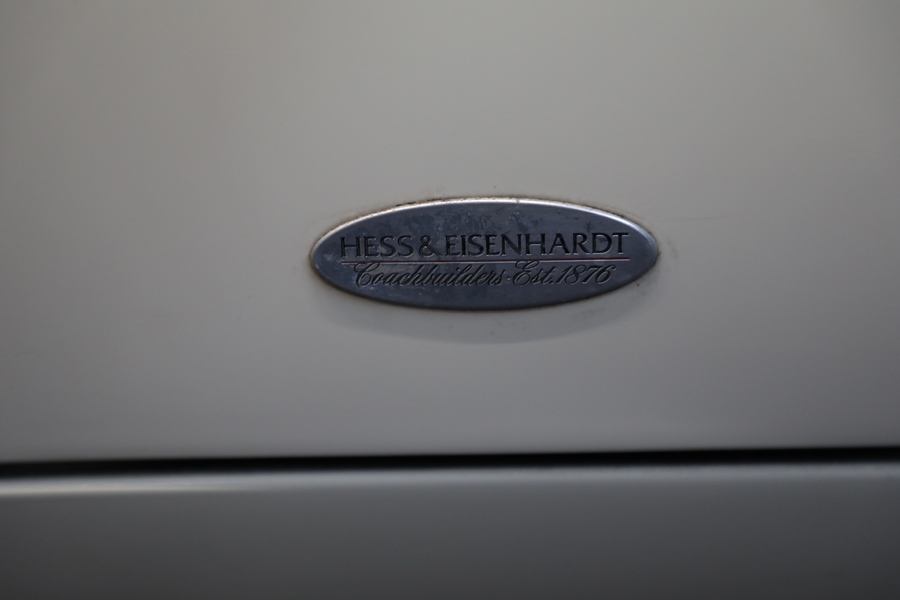 HESS & EISENHARDT
Coachbuilders·Est.1876